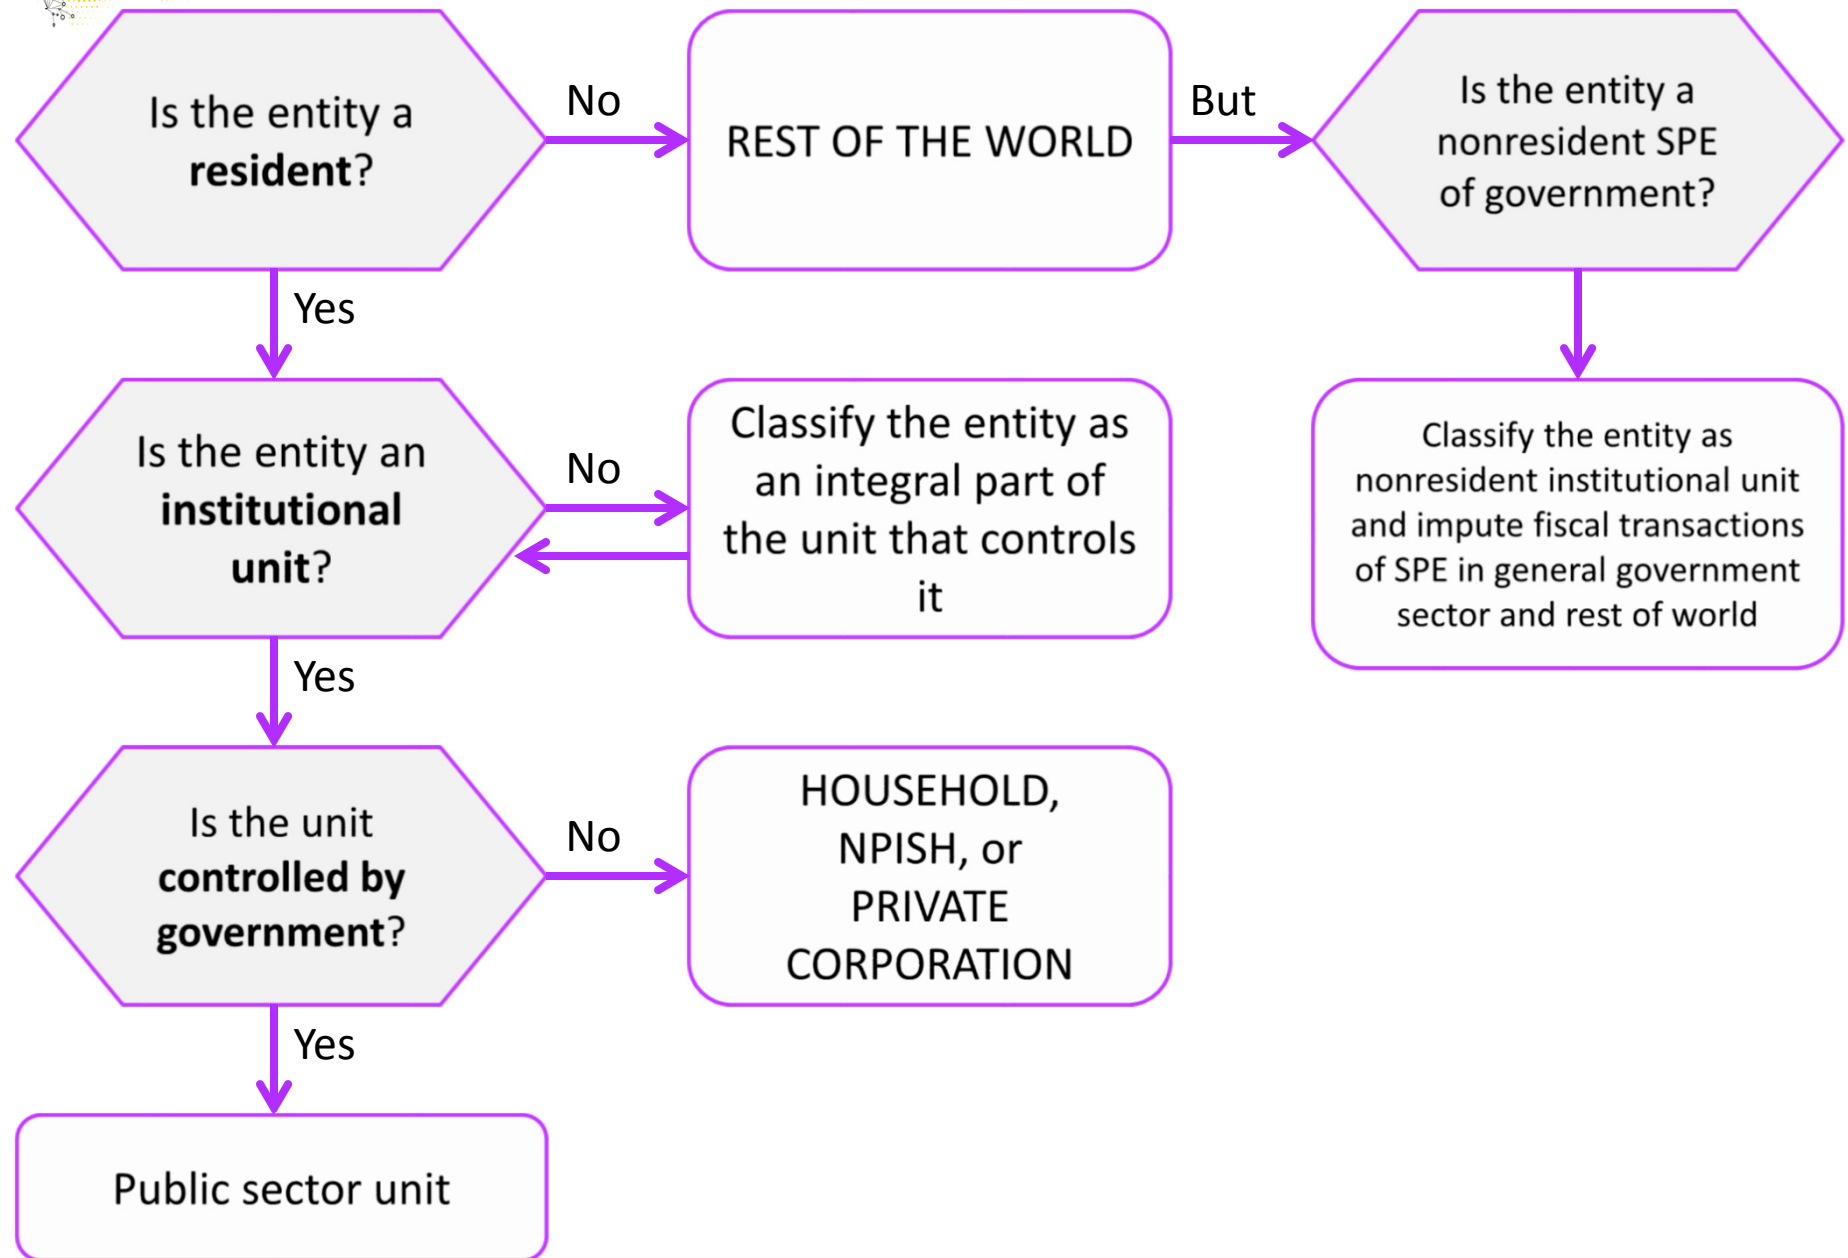 Is the entity a
resident?
No
REST OF THE WORLD
But
Is the entity a
nonresident SPE
of government?
Yes
Is the entity an
institutional
unit?
No
Classify the entity as
an integral part of
the unit that controls
it
Classify the entity as
nonresident institutional unit
and impute fiscal transactions
of SPE in general government
sector and rest of world
Yes
Is the unit
controlled by
government?
No
HOUSEHOLD,
NPISH, or
PRIVATE
CORPORATION
Yes
Public sector unit